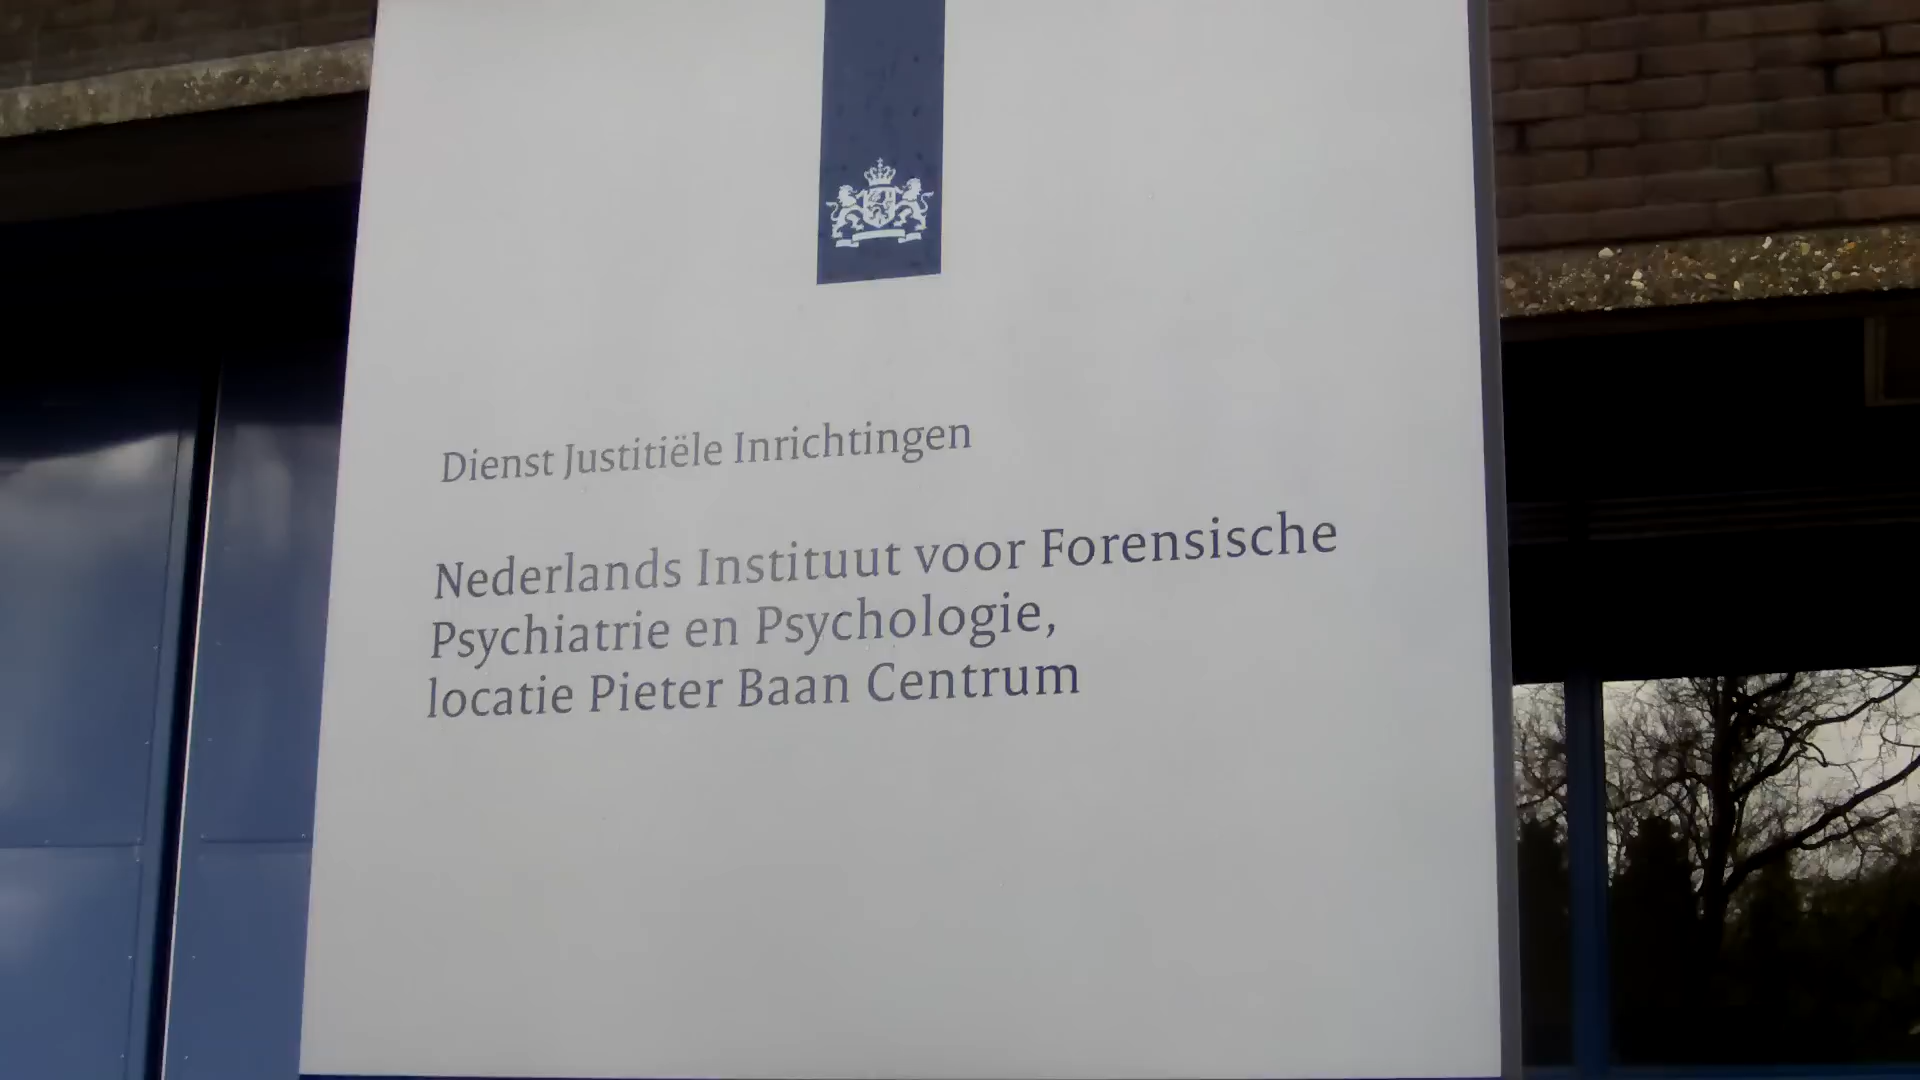 Dienst Justitiële Inrichtingen
Nederlands Instituut voor Forensische
Psychiatrie en Psychologie,
locatie Pieter Baan Centrum